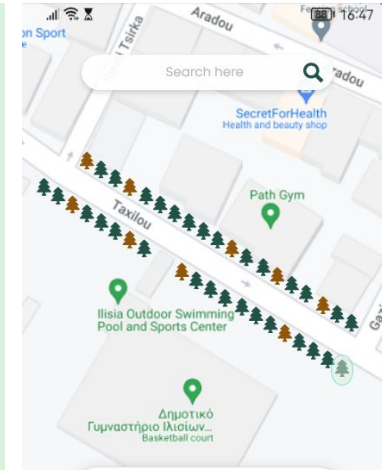 88 16:47
Aradou
on Sport
Tsirka
Search here
SecretForHealth
Health and beauty shop
Path Gym
Taxilou
Ilisia Outdoor Swimming
Pool and Sports Center
Δημοτικό
Γυμναστήριο Ιλισίων...
Basketball court